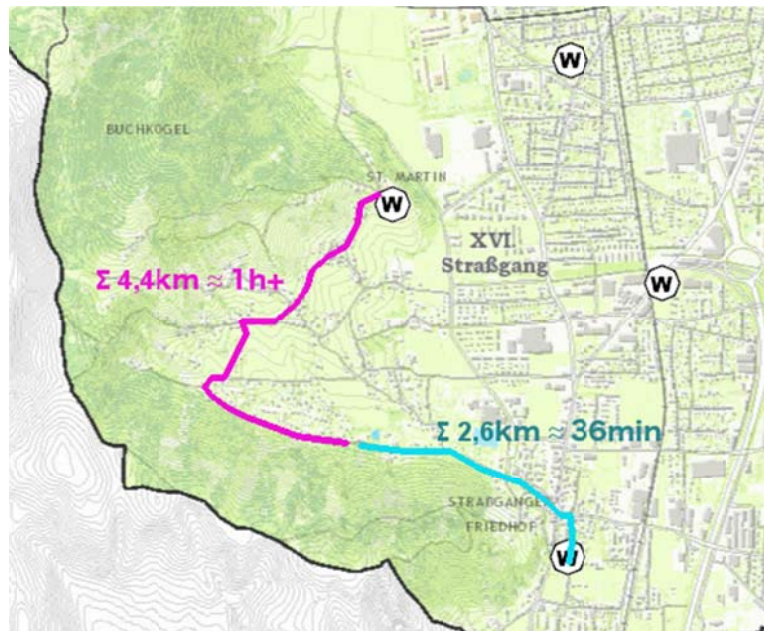 W
BUCHKOGEL
ST. MARTIN
W
XVI.
Straßgang
Σ 4,4km ≈ 1h+
W
Σ 2,6km ≈ 36min
STRAßGANGER
FRIEDHOF
W